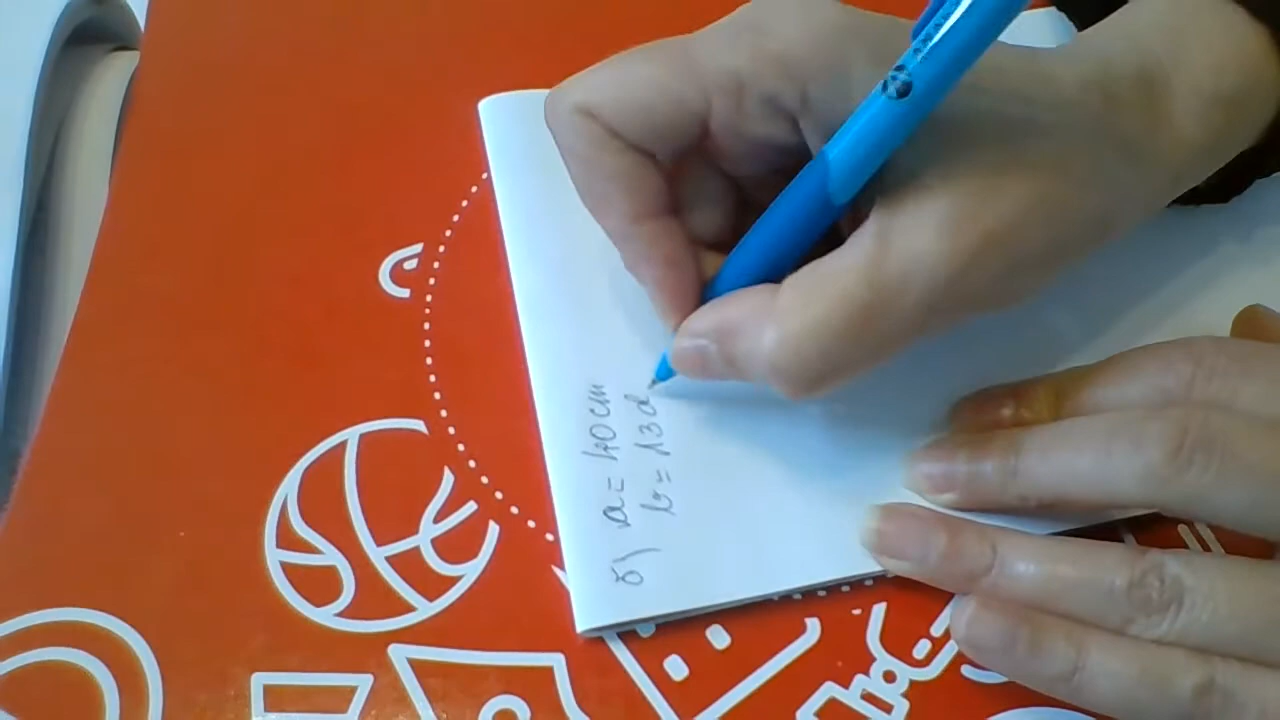 б) a = 40 cm
b = 13 d